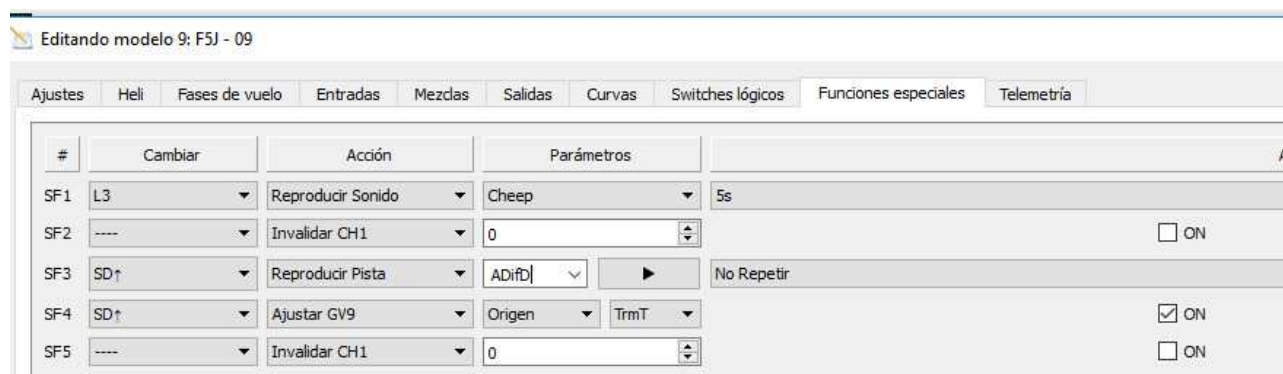 Editando modelo 9: F5J - 09
Ajustes Heli Fases de vuelo Entradas Mezclas Salidas Curvas Switches lógicos Funciones especiales Telemetría
# Cambiar Acción Parámetros A
SF1 L3 Reproducir Sonido Cheep 5s
SF2 ---- Invalidar CH1 0 ON
SF3 SD↑ Reproducir Pista ADifD No Repetir
SF4 SD↑ Ajustar GV9 Origen TrmT ON
SF5 ---- Invalidar CH1 0 ON